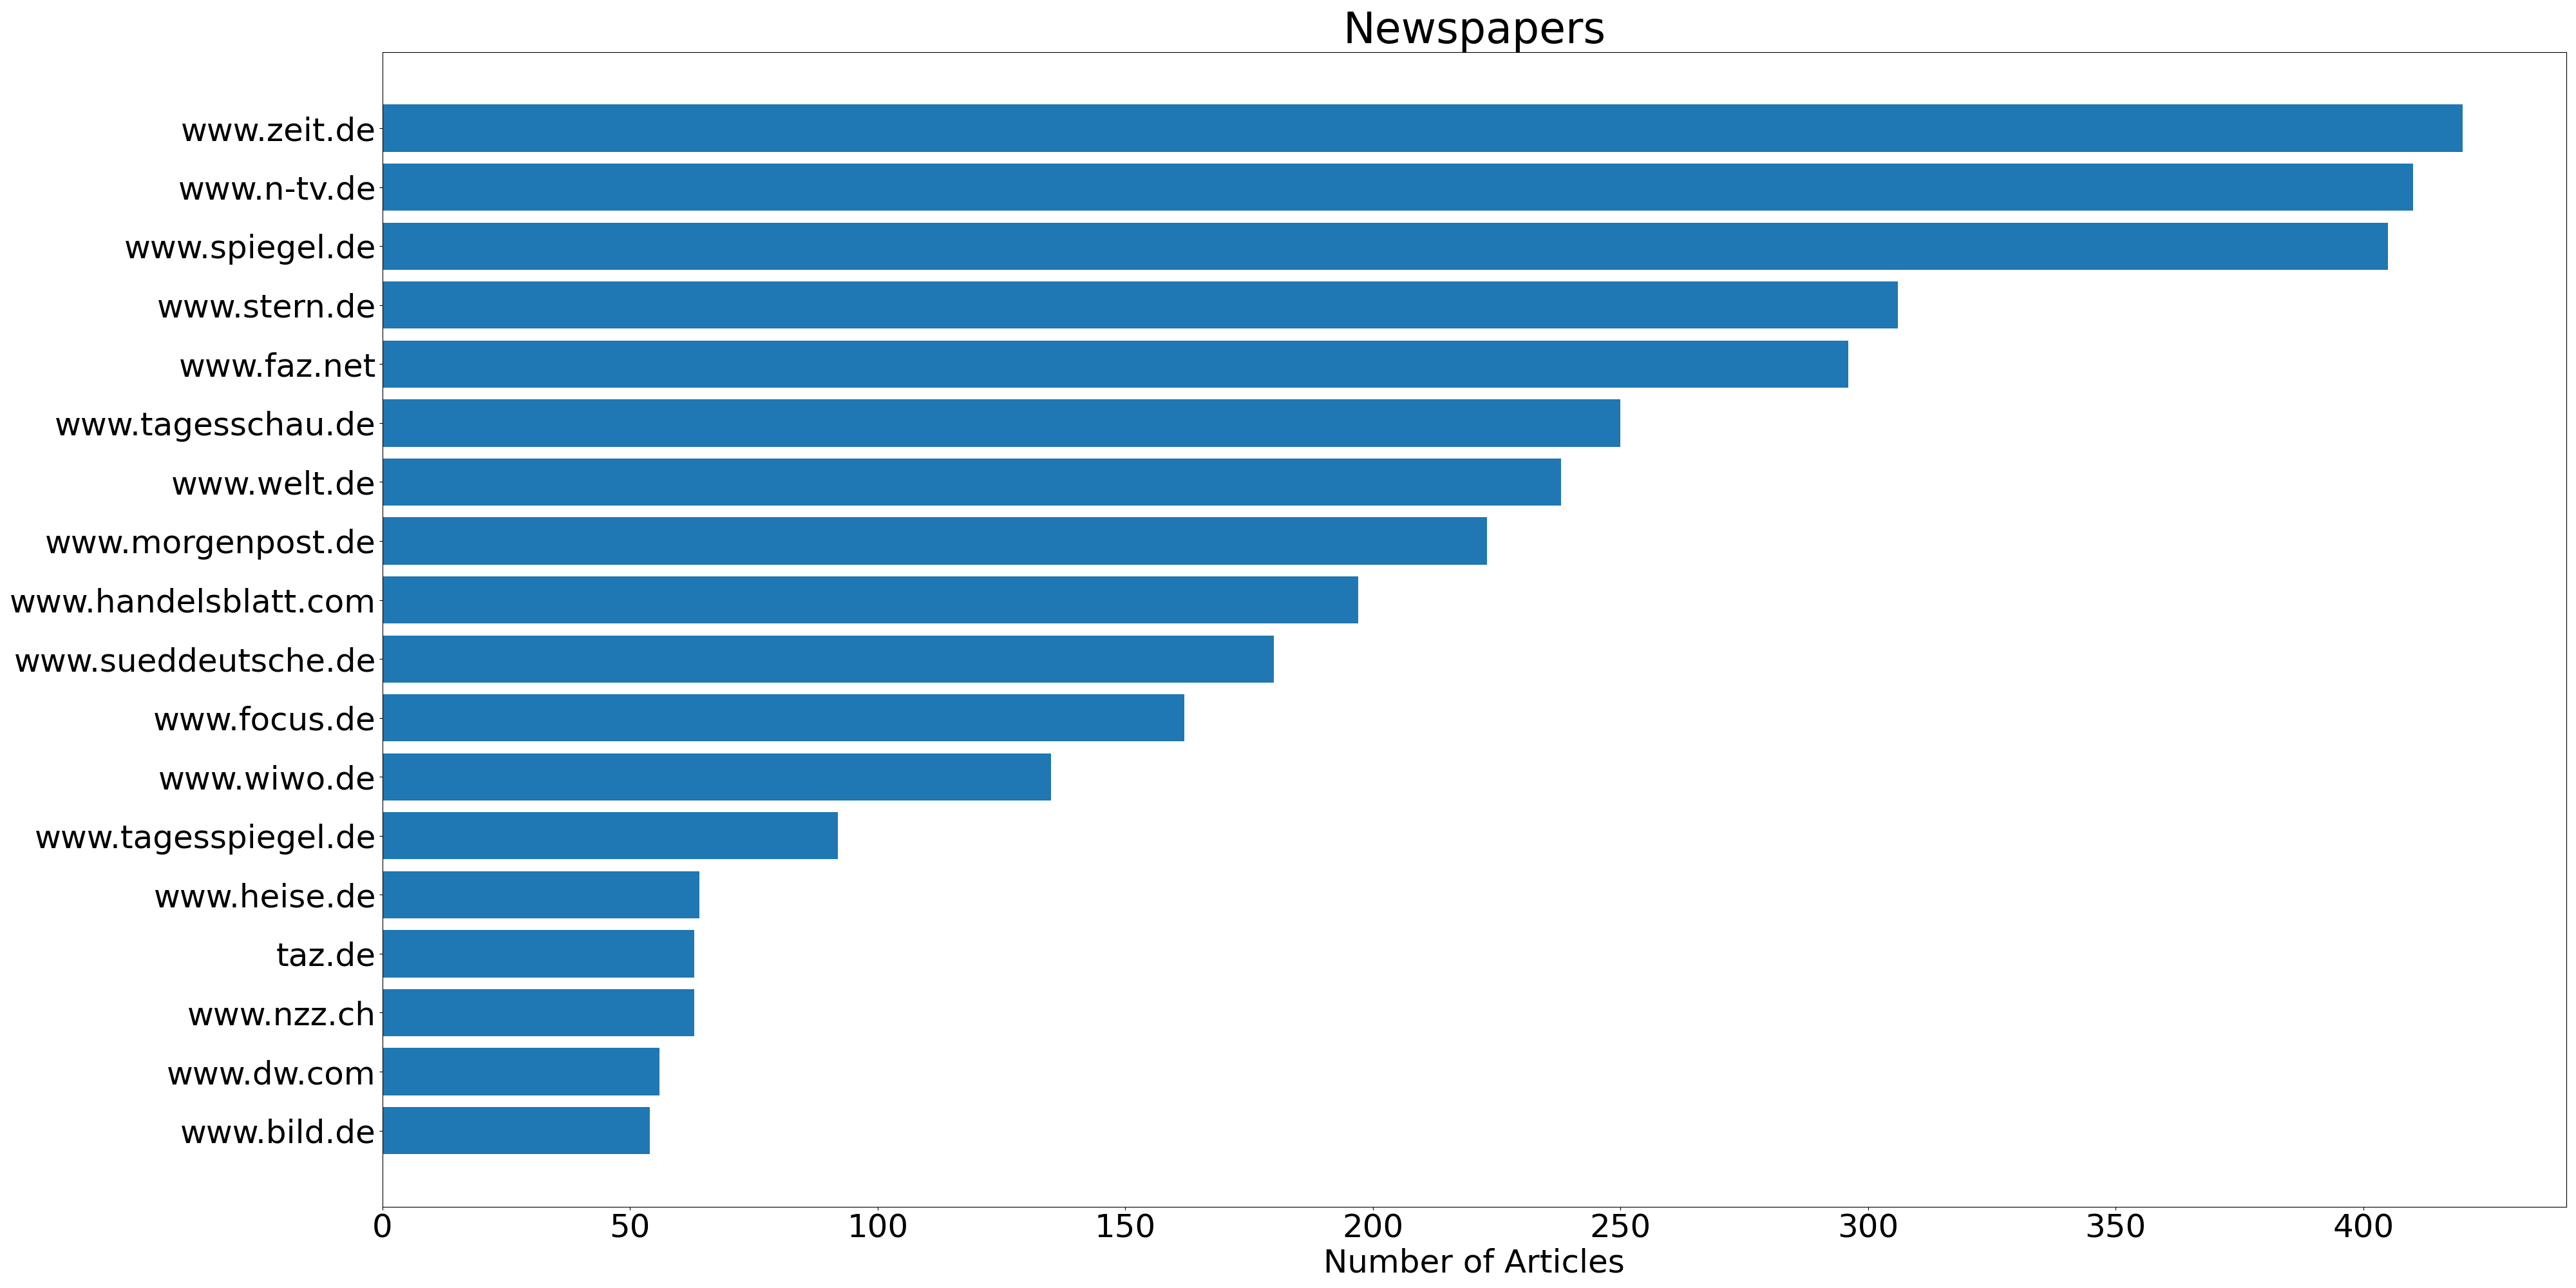 Newspapers
www.zeit.de
www.n-tv.de
www.spiegel.de
www.stern.de
www.faz.net
www.tagesschau.de
www.welt.de
www.morgenpost.de
www.handelsblatt.com
www.sueddeutsche.de
www.focus.de
www.wiwo.de
www.tagesspiegel.de
www.heise.de
taz.de
www.nzz.ch
www.dw.com
www.bild.de
0 50 100 150 200 250 300 350 400
Number of Articles